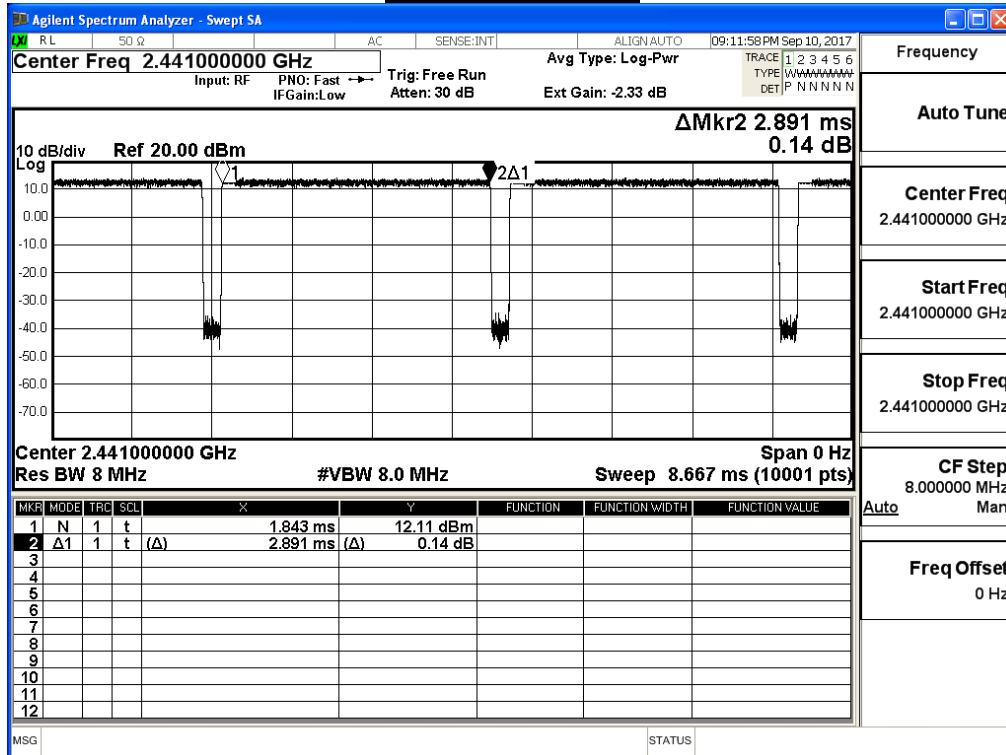 Agilent Spectrum Analyzer - Swept SA
LXI RL 50 Ω AC SENSE:INT ALIGN AUTO 09:11:58 PM Sep 10, 2017
Center Freq 2.441000000 GHz
Input: RF PNO: Fast
IFGain:Low
Trig: Free Run
Atten: 30 dB
Avg Type: Log-Pwr
Ext Gain: -2.33 dB
TRACE 1 2 3 4 5 6
TYPE W
DET P N N N N N
ΔMkr2 2.891 ms
0.14 dB
10 dB/div Ref 20.00 dBm
Log
1
2Δ1
10.0
0.00
-10.0
-20.0
-30.0
-40.0
-50.0
-60.0
-70.0
Center 2.441000000 GHz Span 0 Hz
Res BW 8 MHz #VBW 8.0 MHz Sweep 8.667 ms (10001 pts)
MKR MODE TRC SCL X Y FUNCTION FUNCTION WIDTH FUNCTION VALUE
1 N 1 t 1.843 ms 12.11 dBm
2 Δ1 1 t (Δ) 2.891 ms (Δ) 0.14 dB
3
4
5
6
7
8
9
10
11
12
MSG STATUS
Frequency
Auto Tune
Center Freq
2.441000000 GHz
Start Freq
2.441000000 GHz
Stop Freq
2.441000000 GHz
CF Step
8.000000 MHz
Auto Man
Freq Offset
0 Hz